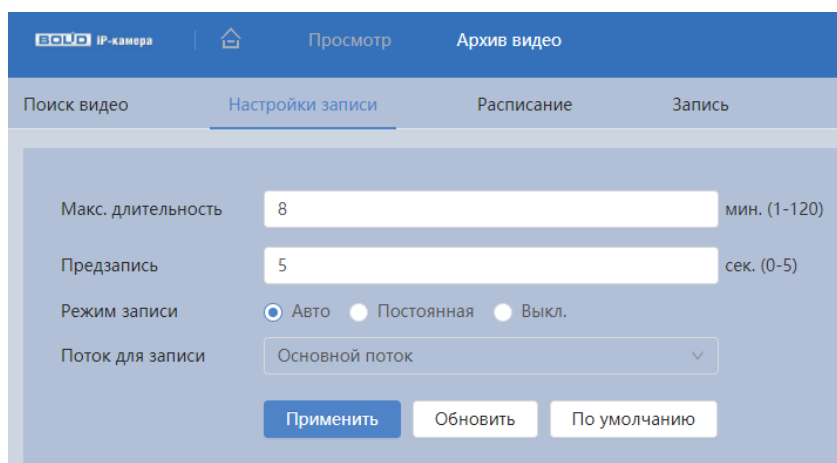 BOLID IP-камера Просмотр Архив видео
Поиск видео Настройки записи Расписание Запись
Макс. длительность 8 мин. (1-120)
Предзапись 5 сек. (0-5)
Режим записи Авто Постоянная Выкл.
Поток для записи Основной поток
Применить Обновить По умолчанию